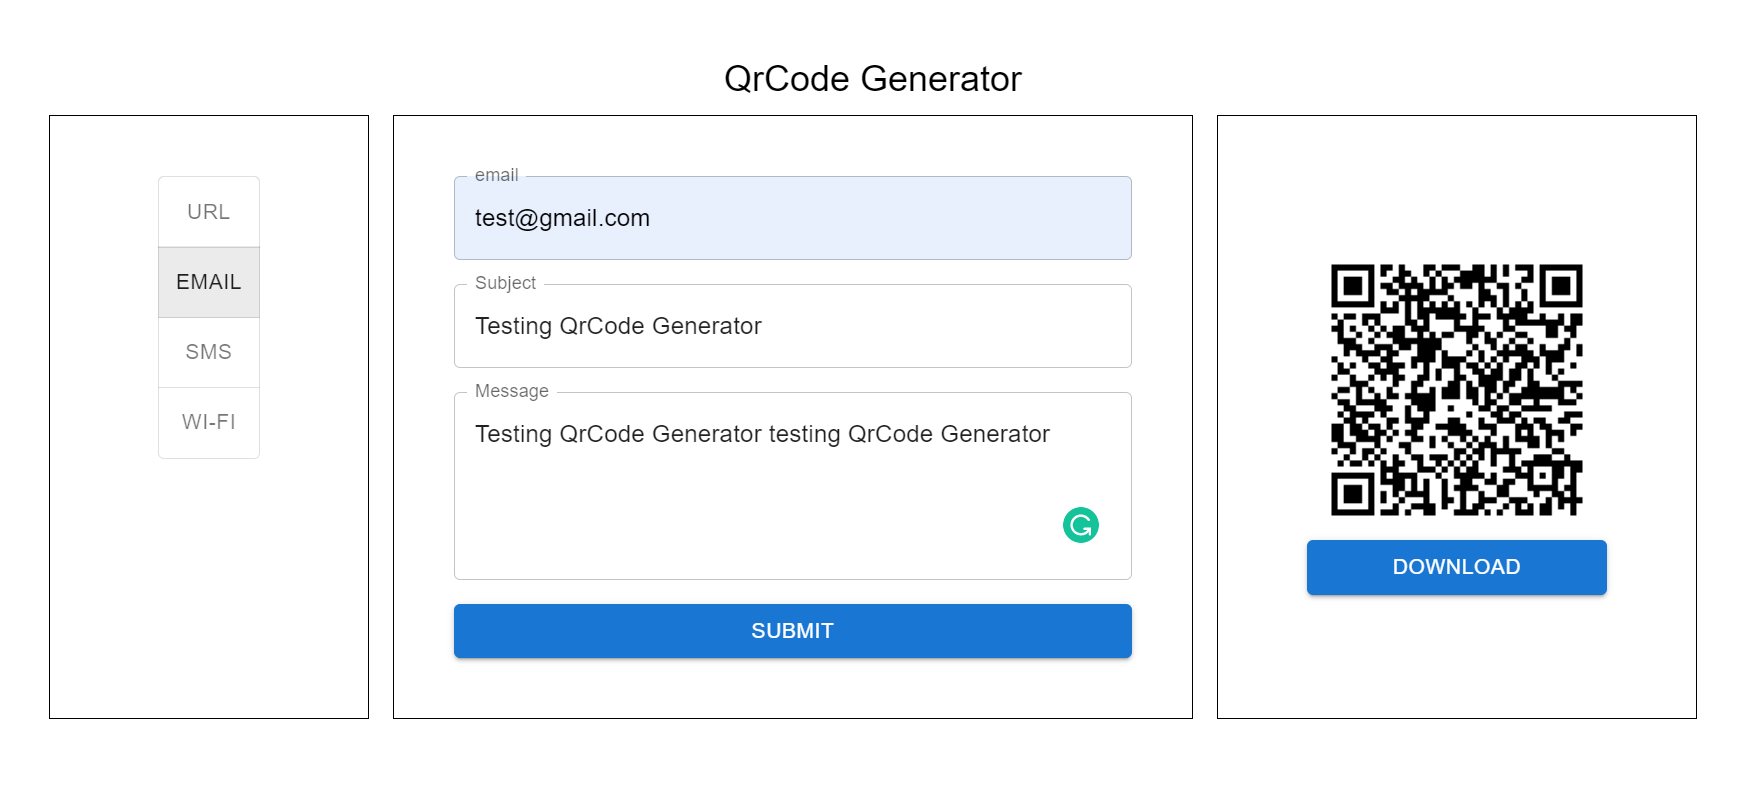 QrCode Generator
URL
EMAIL
SMS
WI-FI
email
test@gmail.com
Subject
Testing QrCode Generator
Message
Testing QrCode Generator testing QrCode Generator
SUBMIT
DOWNLOAD